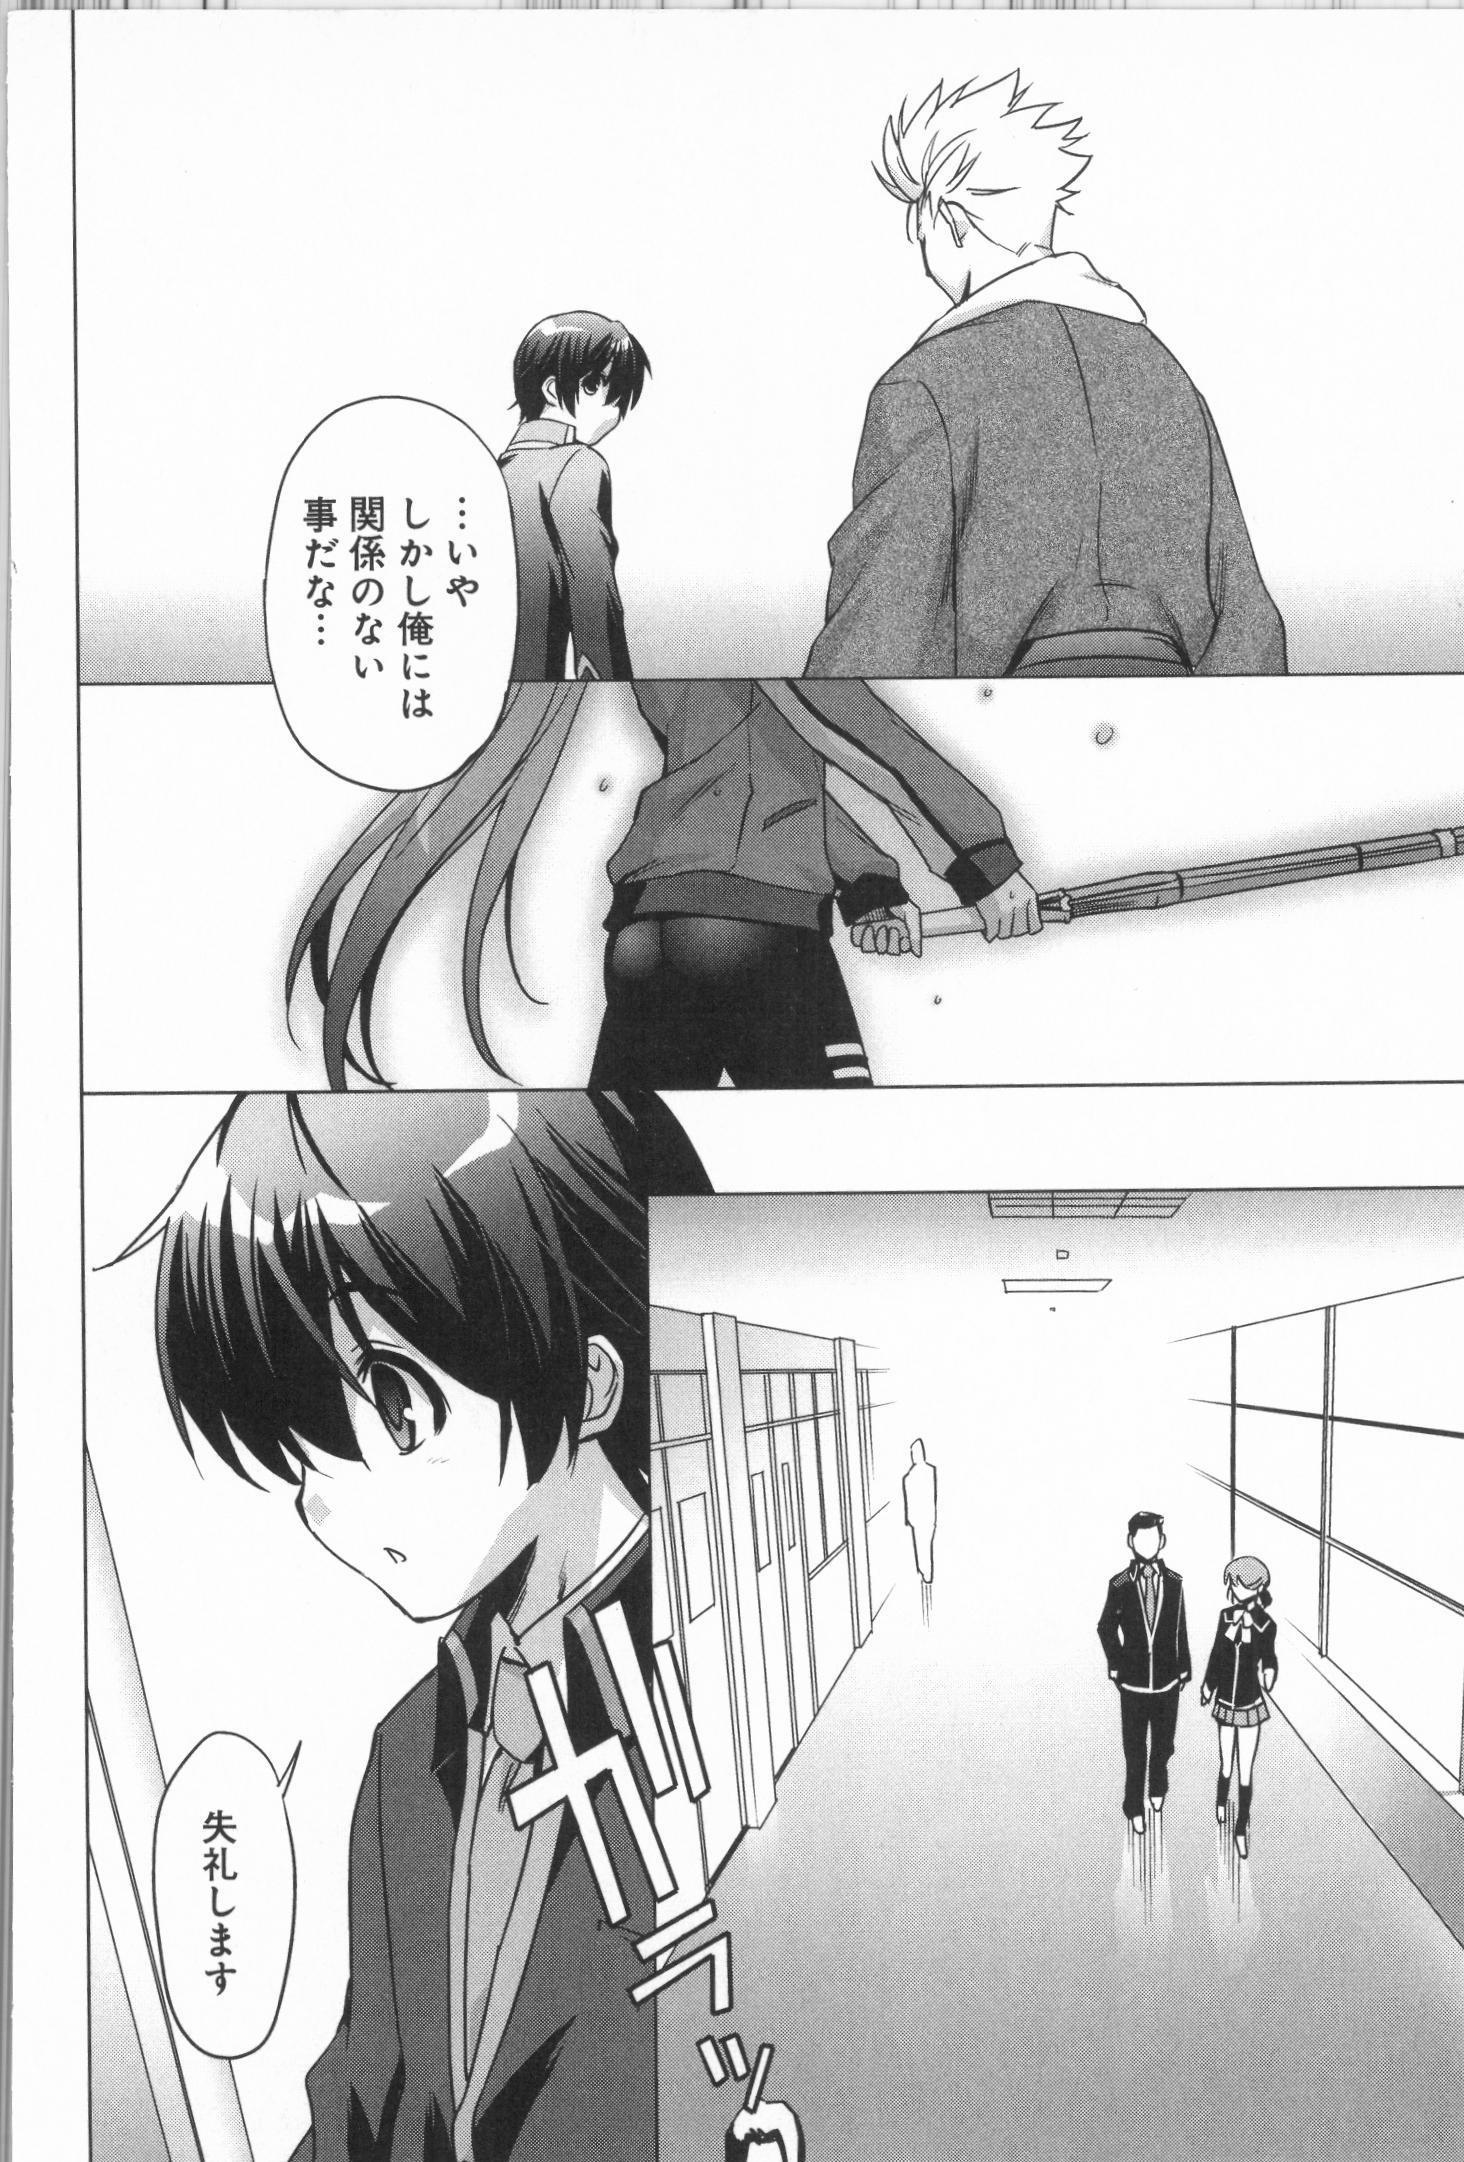 …いや
しかし俺には
関係のない
事だな…
ガラッ
失礼します